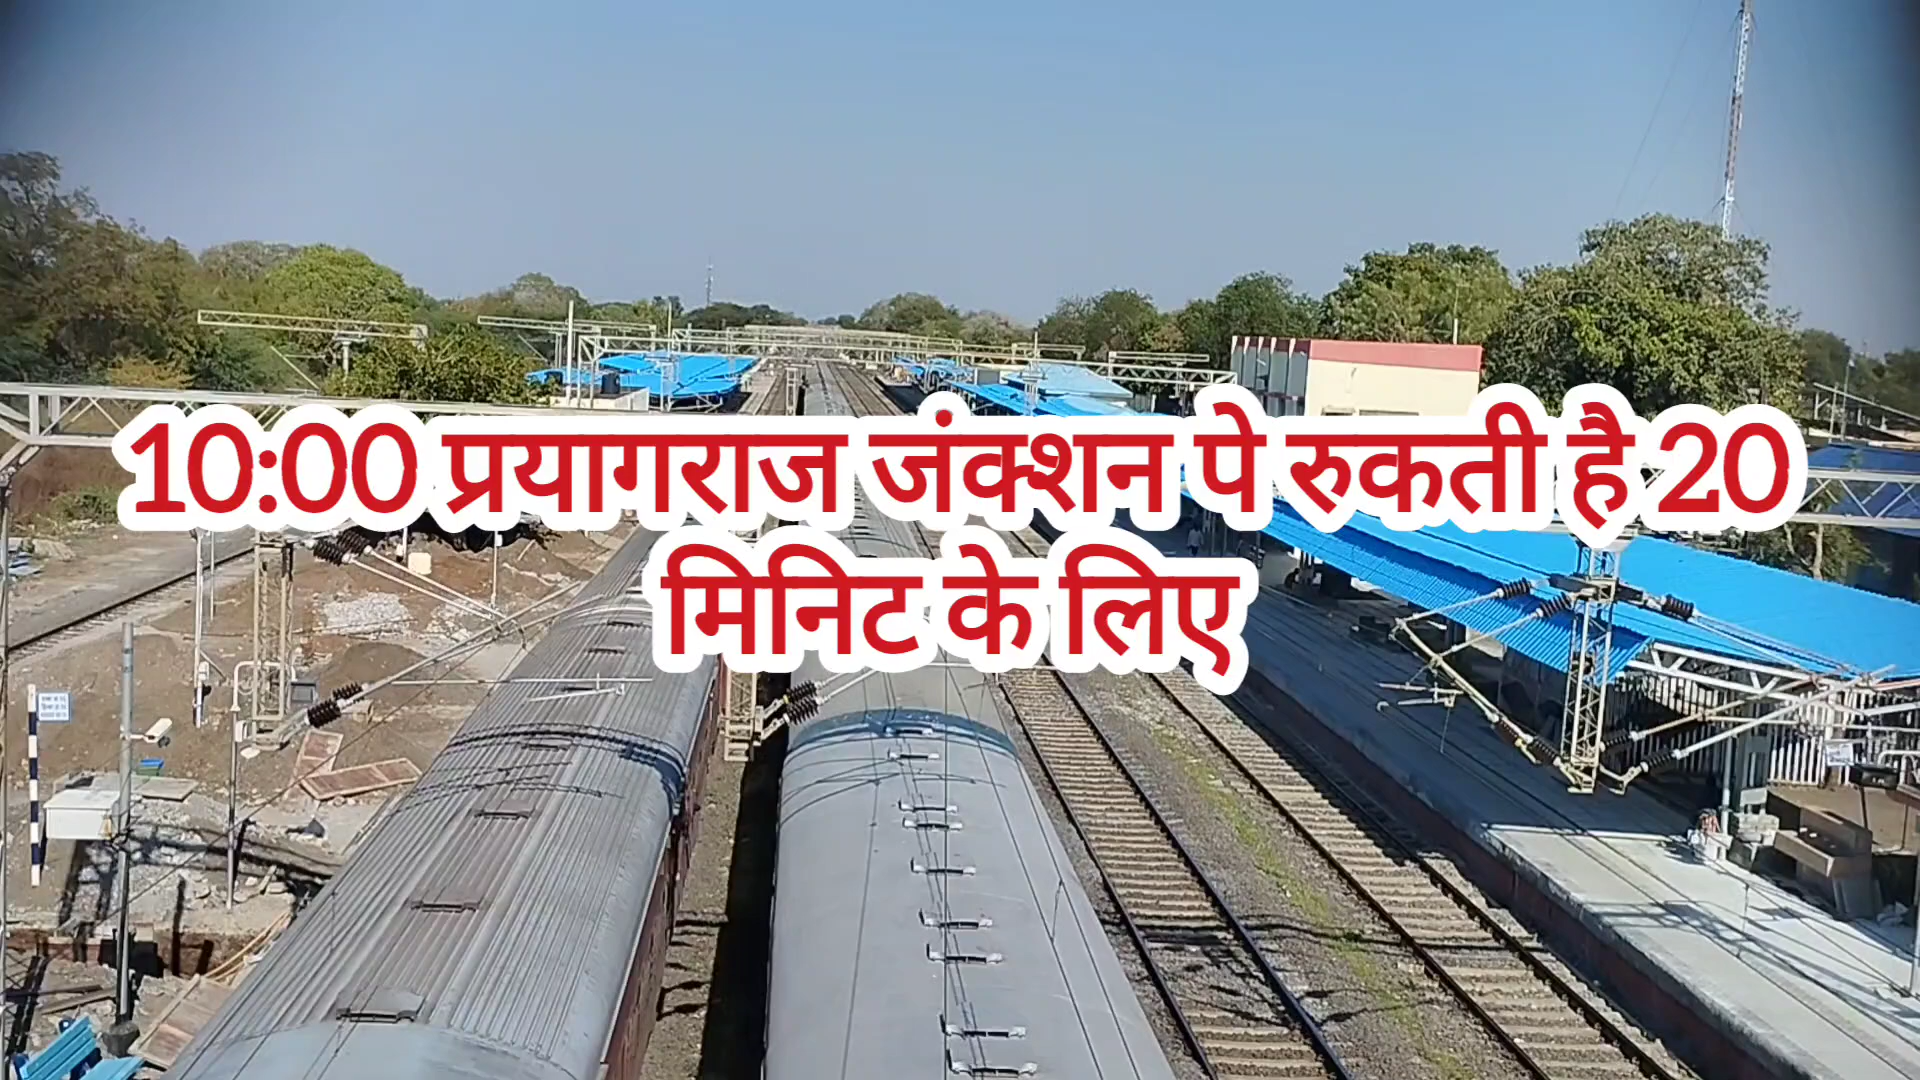 10:00 प्रयागराज जंक्शन पे रुकती है 20
मिनिट के लिए